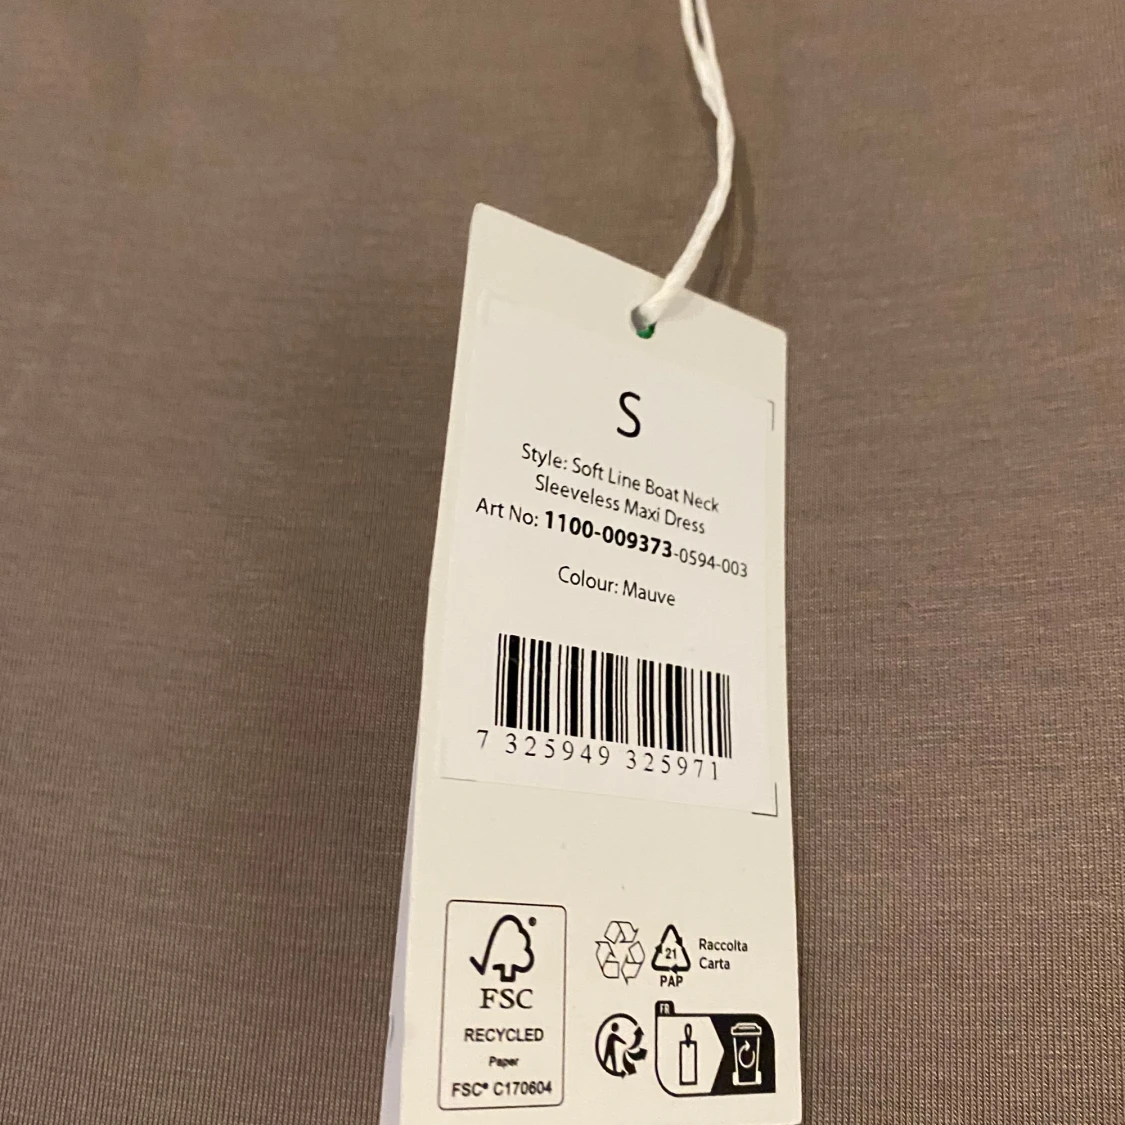 S
Style: Soft Line Boat Neck
Sleeveless Maxi Dress
Art No: 1100-009373-0594-003
Colour: Mauve
7 325949 325971
FSC
RECYCLED
Paper
FSC® C170604
21
PAP
Raccolta
Carta
FR